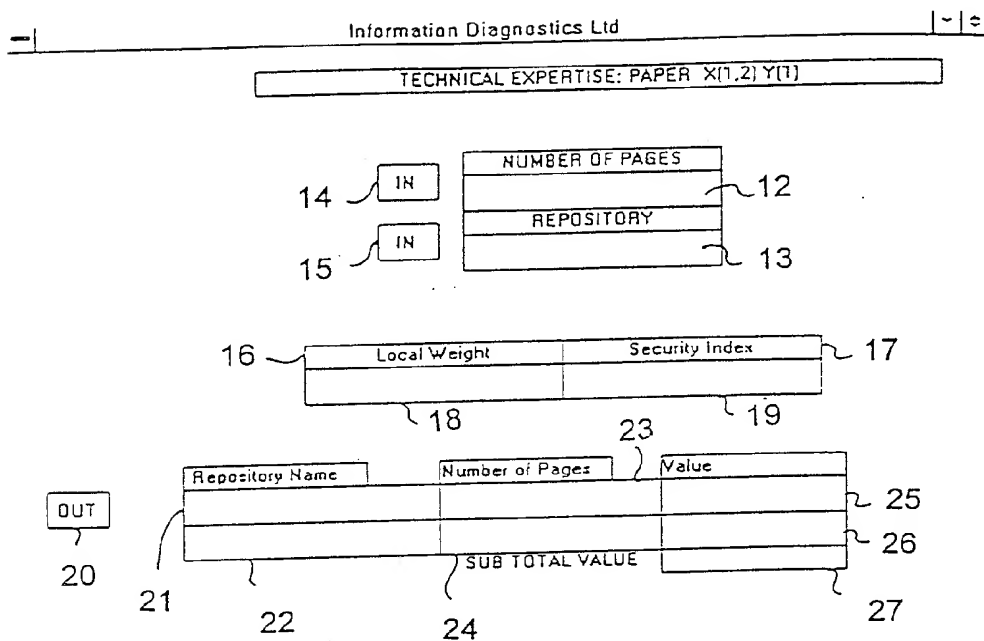 Information Diagnostics Ltd
TECHNICAL EXPERTISE: PAPER X[1,2] Y[1]
NUMBER OF PAGES
14 IN 12
REPOSITORY
15 IN 13
16 Local Weight Security Index 17
18 19
23
Repository Name Number of Pages Value
OUT 25
26
20 21 SUB TOTAL VALUE
22 24 27